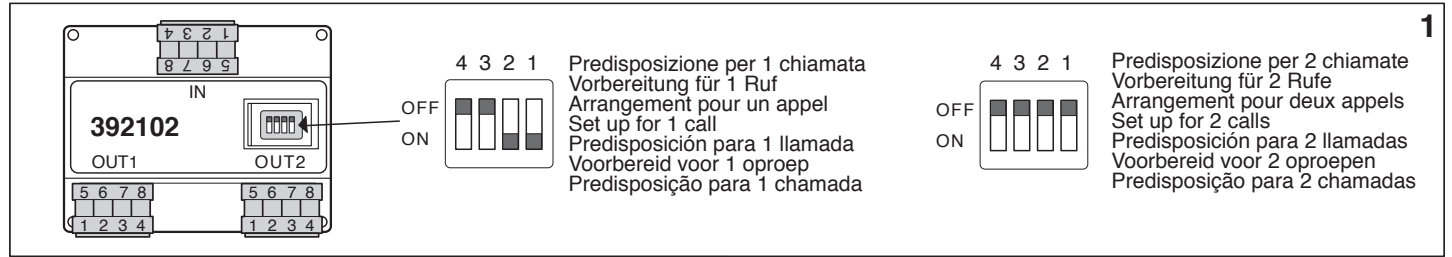 1
4 3 2 1
8 7 6 5
IN
392102
OUT1 OUT2
5 6 7 8 5 6 7 8
1 2 3 4 1 2 3 4
4 3 2 1
OFF
ON
Predisposizione per 1 chiamata
Vorbereitung für 1 Ruf
Arrangement pour un appel
Set up for 1 call
Predisposición para 1 llamada
Voorbereid voor 1 oproep
Predisposição para 1 chamada
4 3 2 1
OFF
ON
Predisposizione per 2 chiamate
Vorbereitung für 2 Rufe
Arrangement pour deux appels
Set up for 2 calls
Predisposición para 2 llamadas
Voorbereid voor 2 oproepen
Predisposição para 2 chamadas